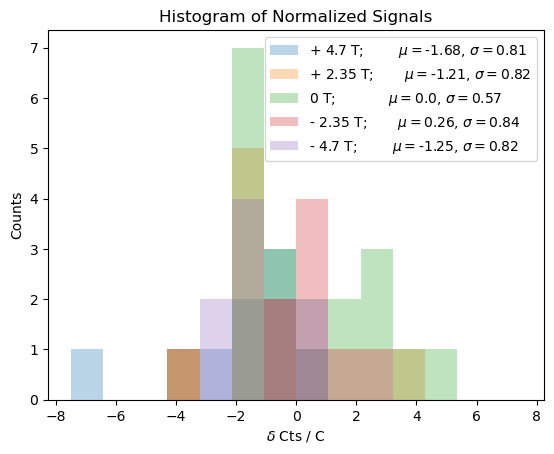 Histogram of Normalized Signals
+ 4.7 T; μ = -1.68, σ = 0.81
+ 2.35 T; μ = -1.21, σ = 0.82
0 T; μ = 0.0, σ = 0.57
- 2.35 T; μ = 0.26, σ = 0.84
- 4.7 T; μ = -1.25, σ = 0.82
7
6
5
4
3
2
1
0
Counts
−8 −6 −4 −2 0 2 4 6 8
δ Cts / C